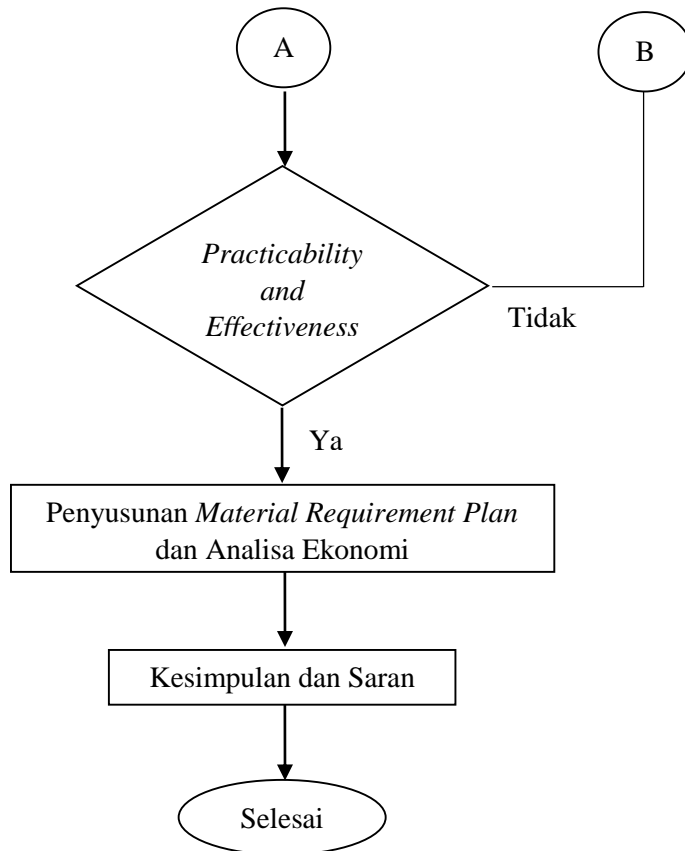 A
B
Practicability
and
Effectiveness
Tidak
Ya
Penyusunan Material Requirement Plan
dan Analisa Ekonomi
Kesimpulan dan Saran
Selesai